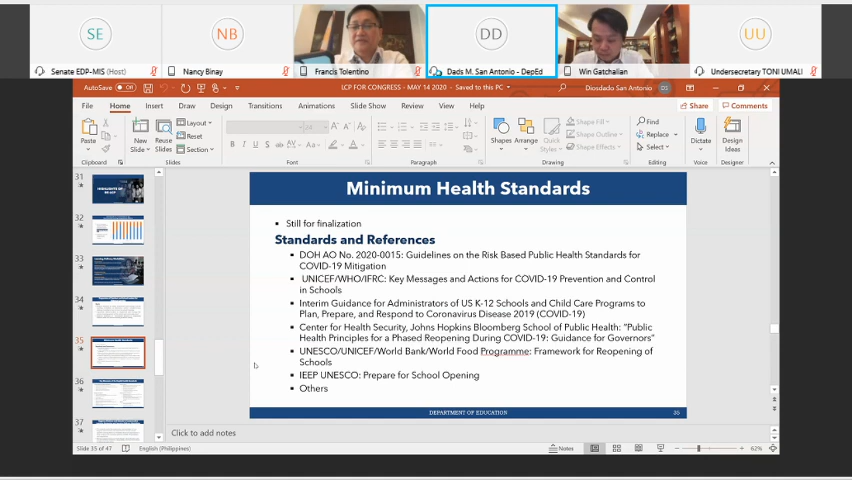 SE
NB
DD
UU
Senate EDP-MIS (Host)
Nancy Binay
Francis Tolentino
Dads M. San Antonio - DepEd
Win Gatchalian
Undersecretary TONI UMALI
AutoSave Off
LCP FOR CONGRESS - MAY 14 2020 - Saved to this PC
Diosdado San Antonio
DS
File Home Insert Draw Design Transitions Animations Slide Show Review View Help
Share Comments
Paste
New Slide
Reuse Slides
Layout
Reset
Section
Shapes
Arrange
Quick Styles
Shape Fill
Shape Outline
Shape Effects
Find
Replace
Select
Dictate
Design Ideas
Clipboard Slides Font Paragraph Drawing Editing Voice Designer
31
32
33
34
35
36
37
Minimum Health Standards
Still for finalization
Standards and References
DOH AO No. 2020-0015: Guidelines on the Risk Based Public Health Standards for
COVID-19 Mitigation
UNICEF/WHO/IFRC: Key Messages and Actions for COVID-19 Prevention and Control
in Schools
Interim Guidance for Administrators of US K-12 Schools and Child Care Programs to
Plan, Prepare, and Respond to Coronavirus Disease 2019 (COVID-19)
Center for Health Security, Johns Hopkins Bloomberg School of Public Health: "Public
Health Principles for a Phased Reopening During COVID-19: Guidance for Governors"
UNESCO/UNICEF/World Bank/World Food Programme: Framework for Reopening of
Schools
IEEP UNESCO: Prepare for School Opening
Others
DEPARTMENT OF EDUCATION 35
Click to add notes
Slide 35 of 47 English (Philippines) Notes 62%